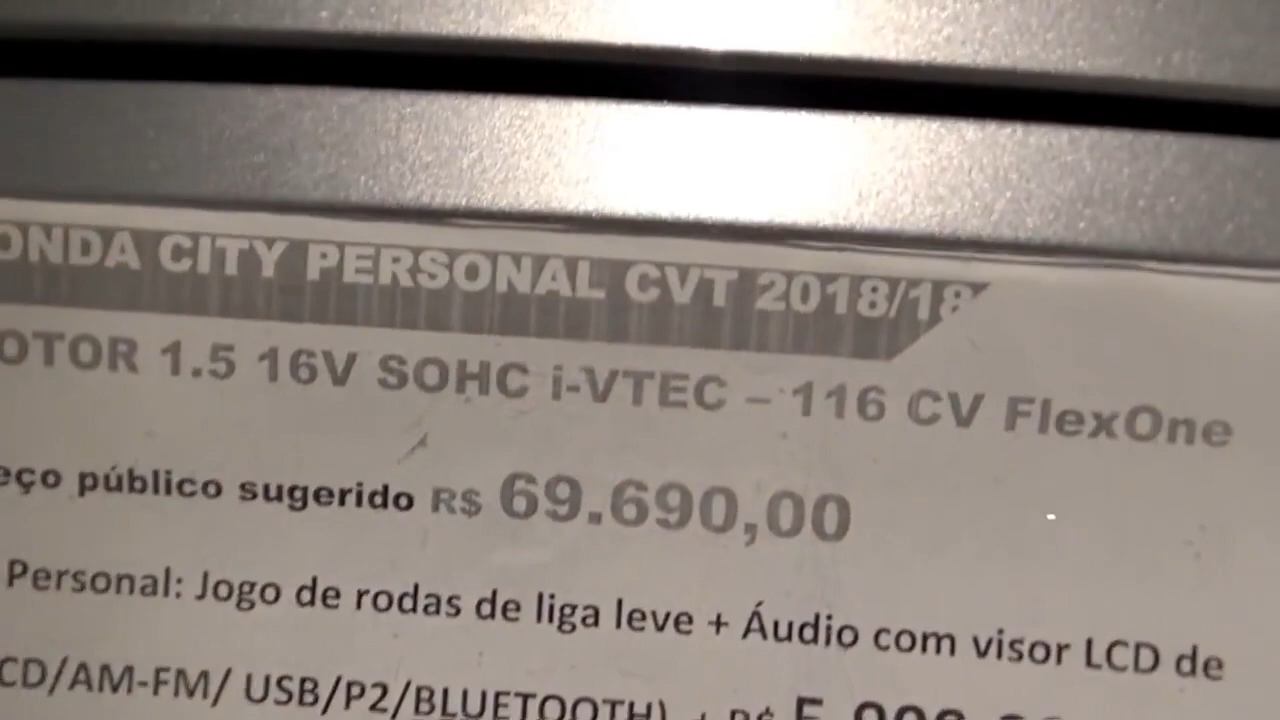 ONDA CITY PERSONAL CVT 2018/18
OTOR 1.5 16V SOHC i-VTEC – 116 CV FlexOne
eço público sugerido R$ 69.690,00
Personal: Jogo de rodas de liga leve + Áudio com visor LCD de
CD/AM-FM/ USB/P2/BLUETOOTH) + R$